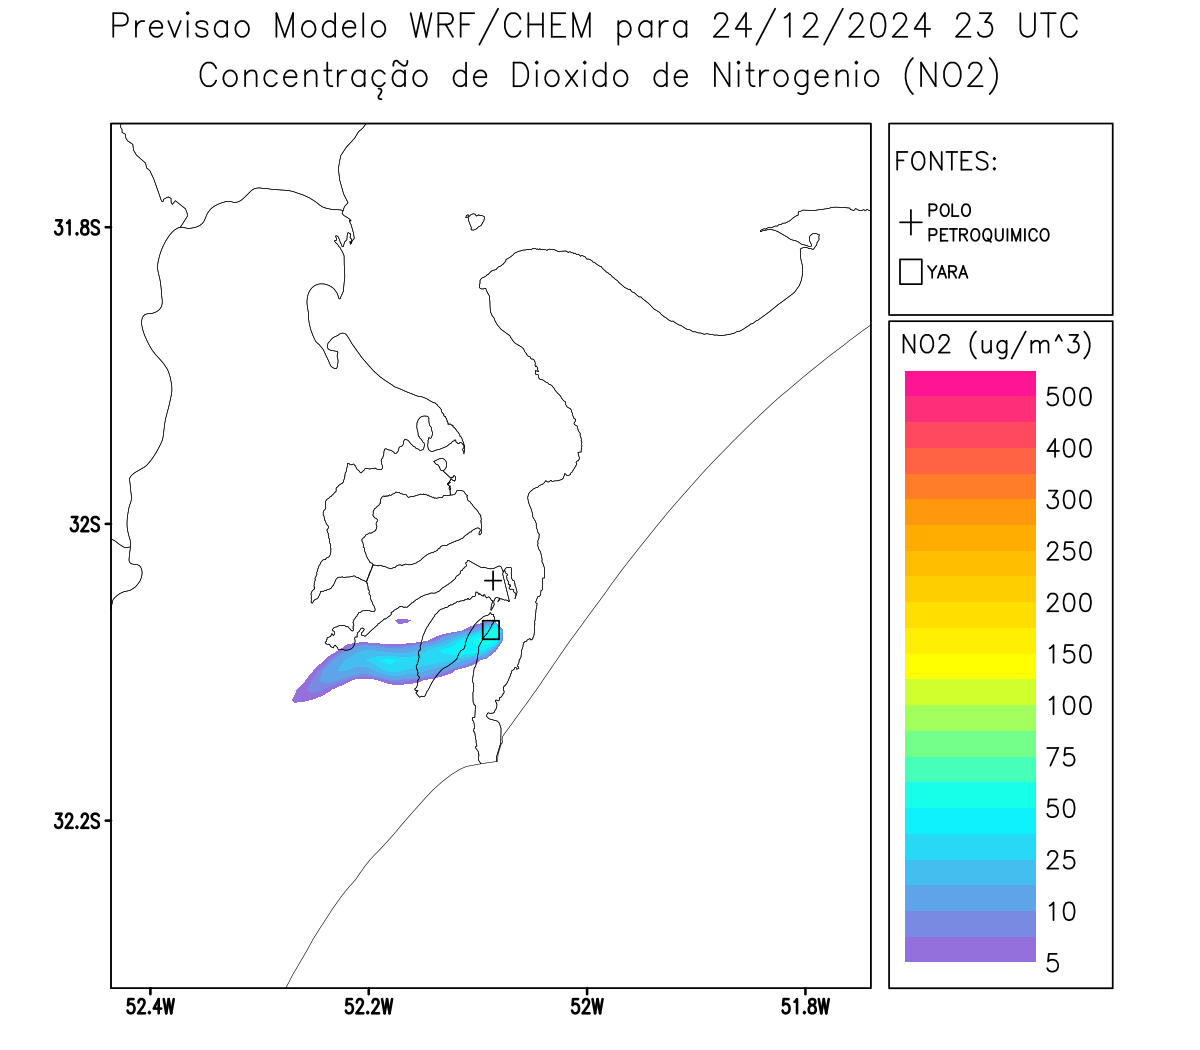 Previsao Modelo WRF/CHEM para 24/12/2024 23 UTC
Concentração de Dioxido de Nitrogenio (NO2)
FONTES:
POLO
PETROQUIMICO
YARA
NO2 (ug/m^3)
500
400
300
250
200
150
100
75
50
25
10
5
31.8S
32S
32.2S
52.4W
52.2W
52W
51.8W